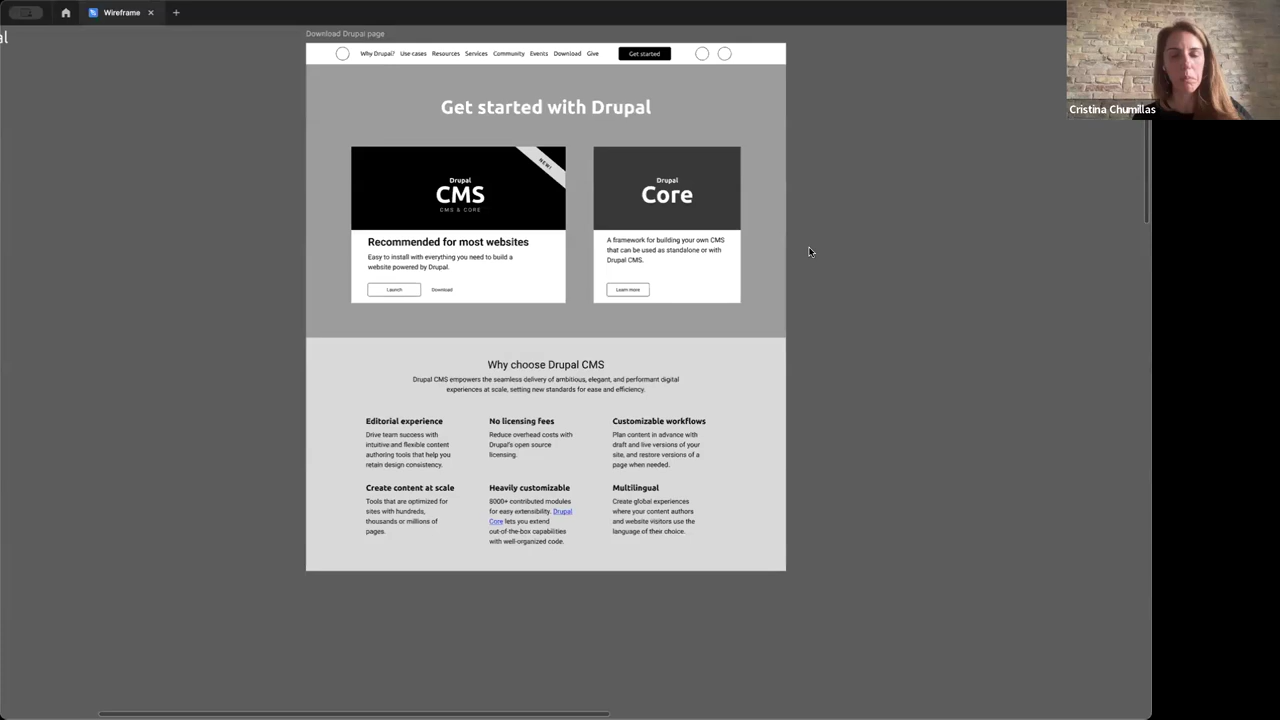 Wireframe
al
Download Drupal page
Why Drupal? Use cases Resources Services Community Events Download Give Get started
Cristina Chumillas
Get started with Drupal
NEW!
Drupal
CMS
CMS & CORE
Drupal
Core
Recommended for most websites
Easy to install with everything you need to build a
website powered by Drupal.
Launch Download
A framework for building your own CMS
that can be used as standalone or with
Drupal CMS.
Learn more
Why choose Drupal CMS
Drupal CMS empowers the seamless delivery of ambitious, elegant, and performant digital
experiences at scale, setting new standards for ease and efficiency.
Editorial experience
Drive team success with
intuitive and flexible content
authoring tools that help you
retain design consistency.
No licensing fees
Reduce overhead costs with
Drupal's open source
licensing.
Customizable workflows
Plan content in advance with
draft and live versions of your
site, and restore versions of a
page when needed.
Create content at scale
Tools that are optimized for
sites with hundreds,
thousands or millions of
pages.
Heavily customizable
8000+ contributed modules
for easy extensibility. Drupal
Core lets you extend
out-of-the-box capabilities
with well-organized code.
Multilingual
Create global experiences
where your content authors
and website visitors use the
language of their choice.